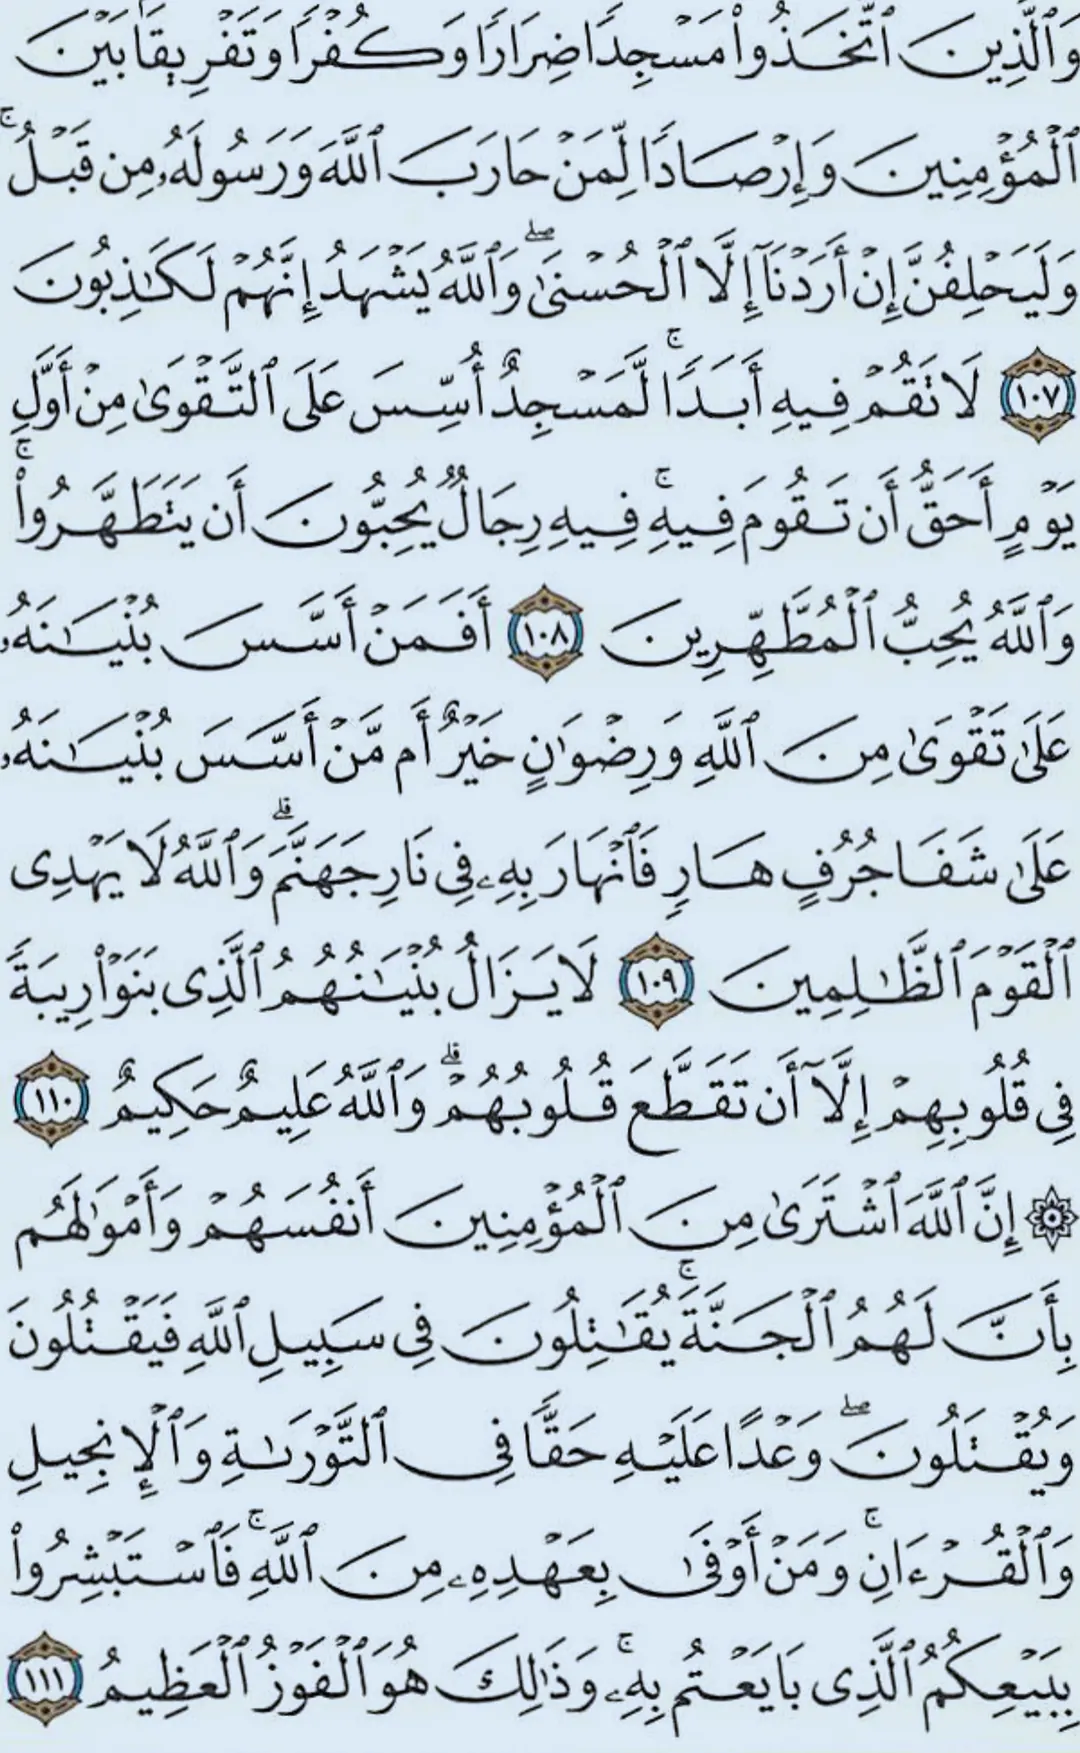 وَٱلَّذِينَ ٱتَّخَذُوا۟ مَسْجِدًا ضِرَارًا وَكُفْرًا وَتَفْرِيقًۢا بَيْنَ
ٱلْمُؤْمِنِينَ وَإِرْصَادًا لِّمَنْ حَارَبَ ٱللَّهَ وَرَسُولَهُۥ مِن قَبْلُ ۚ
وَلَيَحْلِفُنَّ إِنْ أَرَدْنَآ إِلَّا ٱلْحُسْنَىٰ ۖ وَٱللَّهُ يَشْهَدُ إِنَّهُمْ لَكَٰذِبُونَ
١٠٧ لَا تَقُمْ فِيهِ أَبَدًا ۚ لَّمَسْجِدٌ أُسِّسَ عَلَى ٱلتَّقْوَىٰ مِنْ أَوَّلِ
يَوْمٍ أَحَقُّ أَن تَقُومَ فِيهِ ۚ فِيهِ رِجَالٌ يُحِبُّونَ أَن يَتَطَهَّرُوا۟ ۚ
وَٱللَّهُ يُحِبُّ ٱلْمُطَّهِّرِينَ ١٠٨ أَفَمَنْ أَسَّسَ بُنْيَٰنَهُۥ
عَلَىٰ تَقْوَىٰ مِنَ ٱللَّهِ وَرِضْوَٰنٍ خَيْرٌ أَم مَّنْ أَسَّسَ بُنْيَٰنَهُۥ
عَلَىٰ شَفَا جُرُفٍ هَارٍ فَٱنْهَارَ بِهِۦ فِى نَارِ جَهَنَّمَ ۗ وَٱللَّهُ لَا يَهْدِى
ٱلْقَوْمَ ٱلظَّٰلِمِينَ ١٠٩ لَا يَزَالُ بُنْيَٰنُهُمُ ٱلَّذِى بَنَوْا۟ رِيبَةً
فِى قُلُوبِهِمْ إِلَّآ أَن تَقَطَّعَ قُلُوبُهُمْ ۗ وَٱللَّهُ عَلِيمٌ حَكِيمٌ ١١٠
۞ إِنَّ ٱللَّهَ ٱشْتَرَىٰ مِنَ ٱلْمُؤْمِنِينَ أَنفُسَهُمْ وَأَمْوَٰلَهُم
بِأَنَّ لَهُمُ ٱلْجَنَّةَ ۚ يُقَٰتِلُونَ فِى سَبِيلِ ٱللَّهِ فَيَقْتُلُونَ
وَيُقْتَلُونَ ۖ وَعْدًا عَلَيْهِ حَقًّا فِى ٱلتَّوْرَىٰةِ وَٱلْإِنجِيلِ
وَٱلْقُرْءَانِ ۚ وَمَنْ أَوْفَىٰ بِعَهْدِهِۦ مِنَ ٱللَّهِ ۚ فَٱسْتَبْشِرُوا۟
بِبَيْعِكُمُ ٱلَّذِى بَايَعْتُم بِهِۦ ۚ وَذَٰلِكَ هُوَ ٱلْفَوْزُ ٱلْعَظِيمُ ١١١